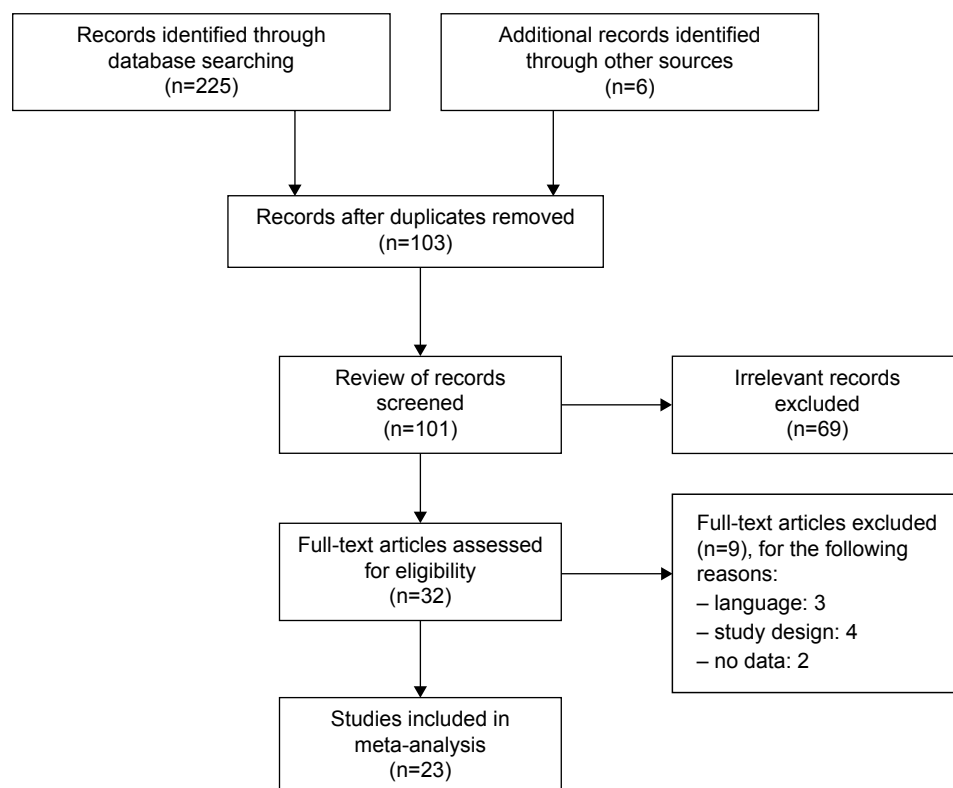 Records identified through
database searching
(n=225)
Additional records identified
through other sources
(n=6)
Records after duplicates removed
(n=103)
Review of records
screened
(n=101)
Irrelevant records
excluded
(n=69)
Full-text articles assessed
for eligibility
(n=32)
Full-text articles excluded
(n=9), for the following
reasons:
– language: 3
– study design: 4
– no data: 2
Studies included in
meta-analysis
(n=23)